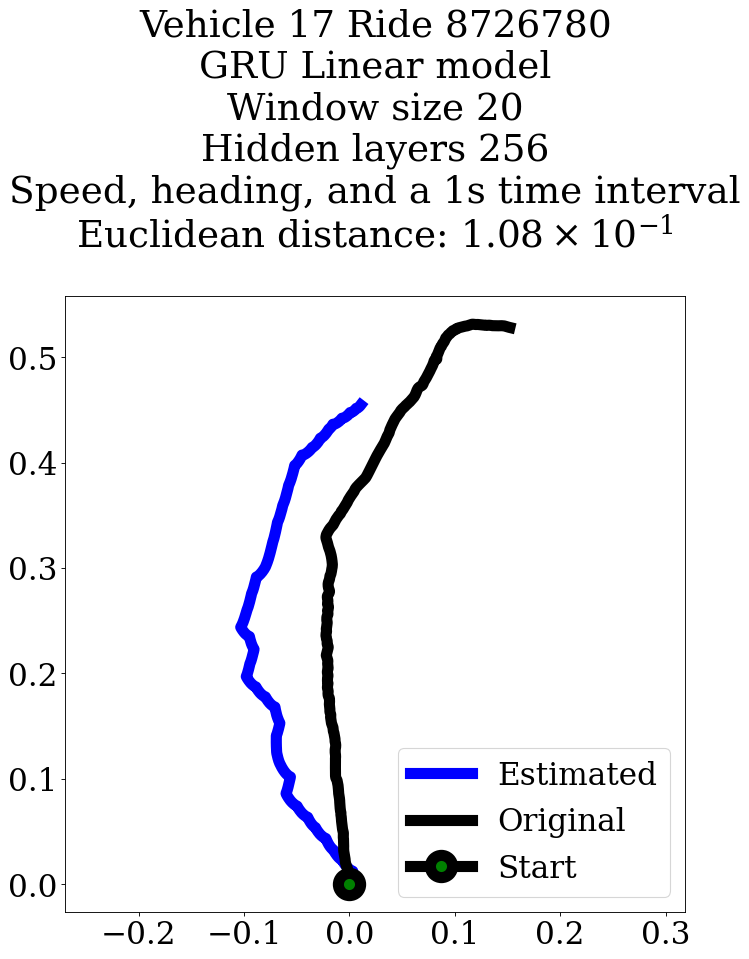 Vehicle 17 Ride 8726780
GRU Linear model
Window size 20
Hidden layers 256
Speed, heading, and a 1s time interval
Euclidean distance: 1.08 × 10⁻¹
0.5
0.4
0.3
0.2
0.1
0.0
Estimated
Original
Start
−0.2 −0.1 0.0 0.1 0.2 0.3